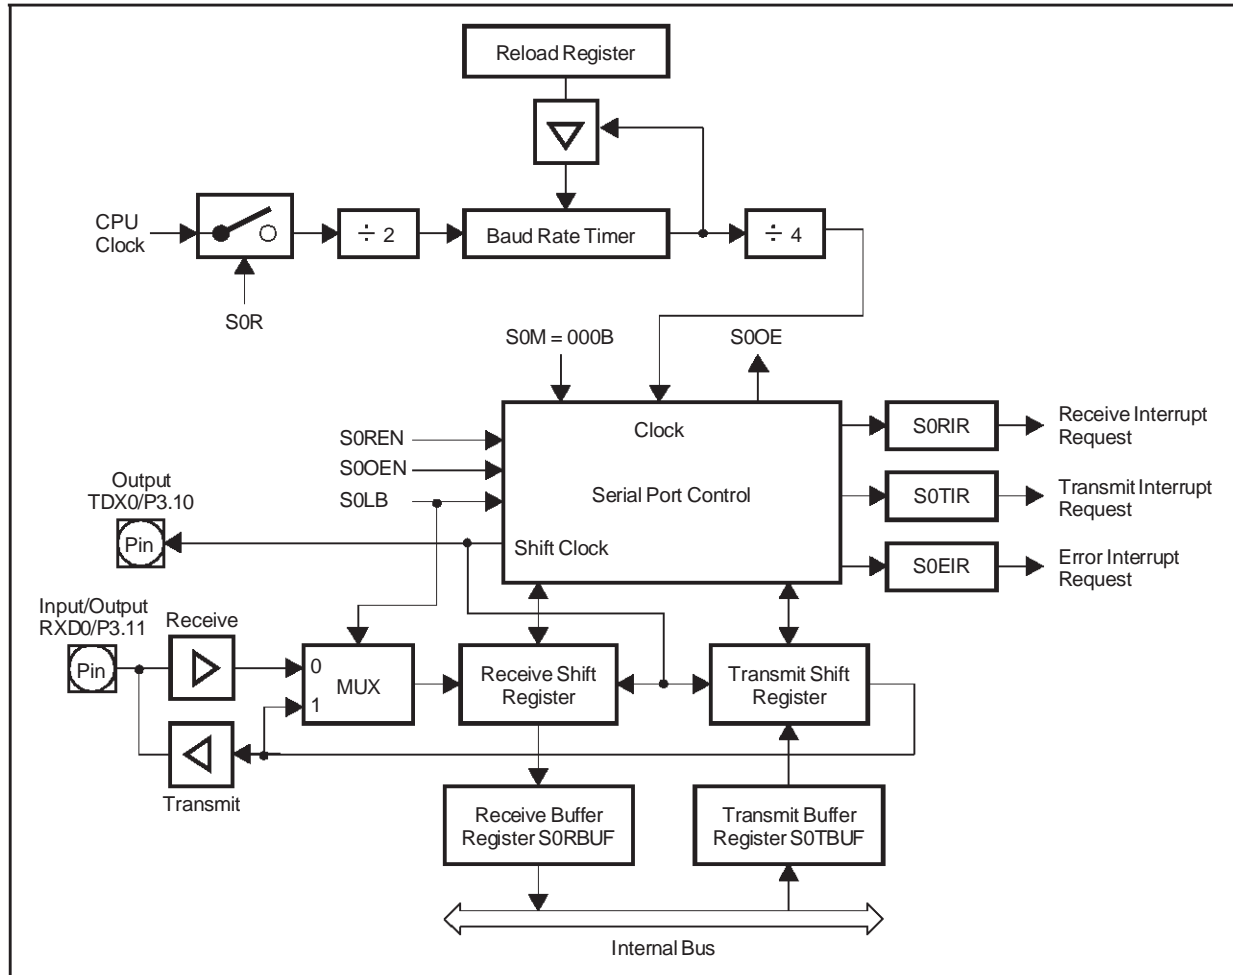 Reload Register
CPU
Clock
÷ 2
Baud Rate Timer
÷ 4
S0R
S0M = 000B
S0OE
Clock
S0REN
S0OEN
S0LB
Serial Port Control
Shift Clock
S0RIR
Receive Interrupt
Request
S0TIR
Transmit Interrupt
Request
S0EIR
Error Interrupt
Request
Output
TDX0/P3.10
Pin
Input/Output
RXD0/P3.11
Pin
Receive
0
MUX
1
Receive Shift
Register
Transmit Shift
Register
Transmit
Receive Buffer
Register S0RBUF
Transmit Buffer
Register S0TBUF
Internal Bus